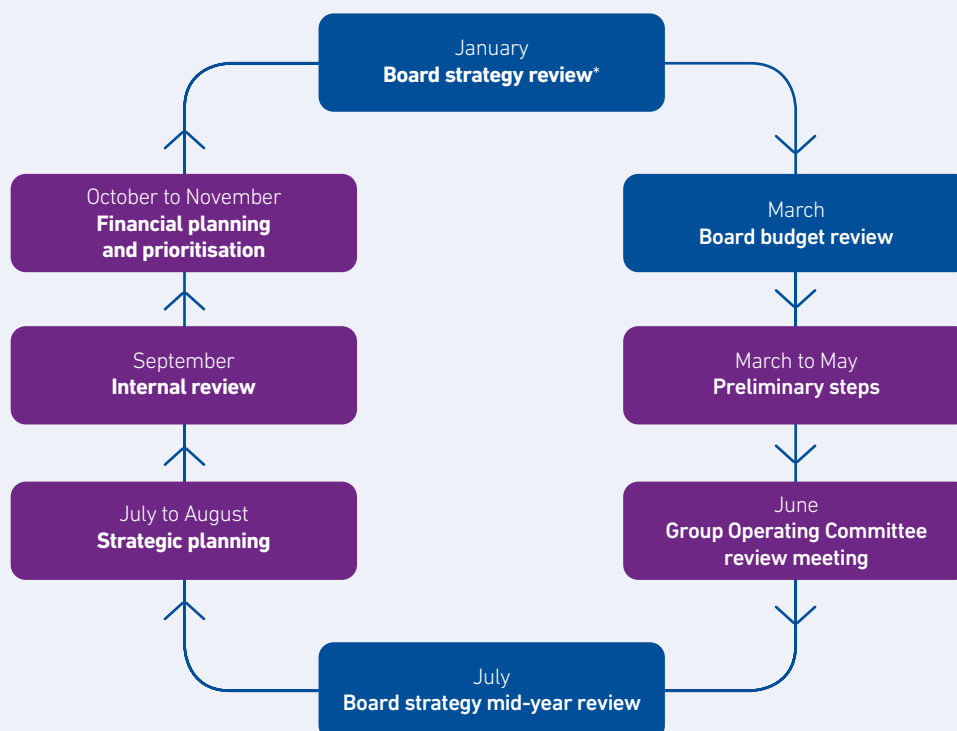 January
Board strategy review*
March
Board budget review
March to May
Preliminary steps
June
Group Operating Committee
review meeting
July
Board strategy mid-year review
July to August
Strategic planning
September
Internal review
October to November
Financial planning
and prioritisation